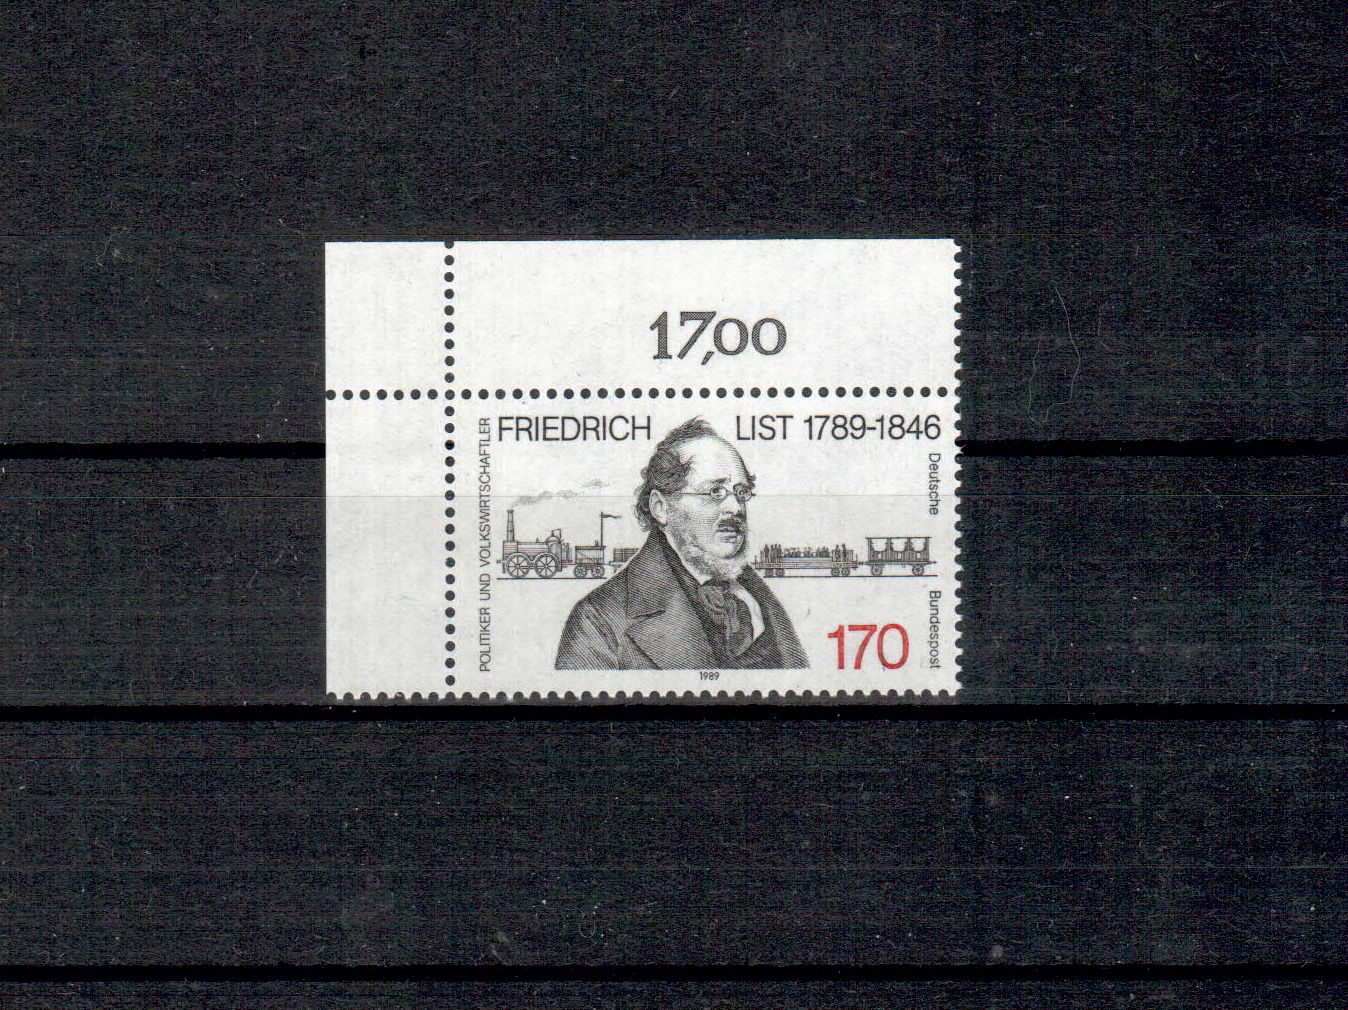 17,00
FRIEDRICH LIST 1789-1846
POLITIKER UND VOLKSWIRTSCHAFTLER
Deutsche Bundespost
170
1989